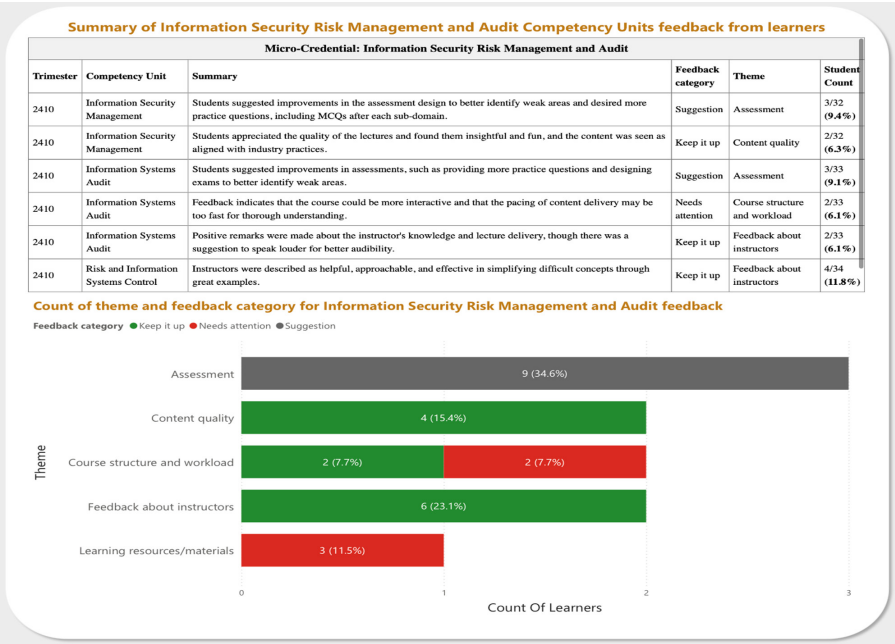 Summary of Information Security Risk Management and Audit Competency Units feedback from learners
Micro-Credential: Information Security Risk Management and Audit
Trimester Competency Unit Summary Feedback category Theme Student Count
2410 Information Security Management Students suggested improvements in the assessment design to better identify weak areas and desired more practice questions, including MCQs after each sub-domain. Suggestion Assessment 3/32 (9.4%)
2410 Information Security Management Students appreciated the quality of the lectures and found them insightful and fun, and the content was seen as aligned with industry practices. Keep it up Content quality 2/32 (6.3%)
2410 Information Systems Audit Students suggested improvements in assessments, such as providing more practice questions and designing exams to better identify weak areas. Suggestion Assessment 3/33 (9.1%)
2410 Information Systems Audit Feedback indicates that the course could be more interactive and that the pacing of content delivery may be too fast for thorough understanding. Needs attention Course structure and workload 2/33 (6.1%)
2410 Information Systems Audit Positive remarks were made about the instructor's knowledge and lecture delivery, though there was a suggestion to speak louder for better audibility. Keep it up Feedback about instructors 2/33 (6.1%)
2410 Risk and Information Systems Control Instructors were described as helpful, approachable, and effective in simplifying difficult concepts through great examples. Keep it up Feedback about instructors 4/34 (11.8%)
Count of theme and feedback category for Information Security Risk Management and Audit feedback
Feedback category Keep it up Needs attention Suggestion
Theme
Assessment 9 (34.6%)
Content quality 4 (15.4%)
Course structure and workload 2 (7.7%) 2 (7.7%)
Feedback about instructors 6 (23.1%)
Learning resources/materials 3 (11.5%)
0 1 2 3
Count Of Learners